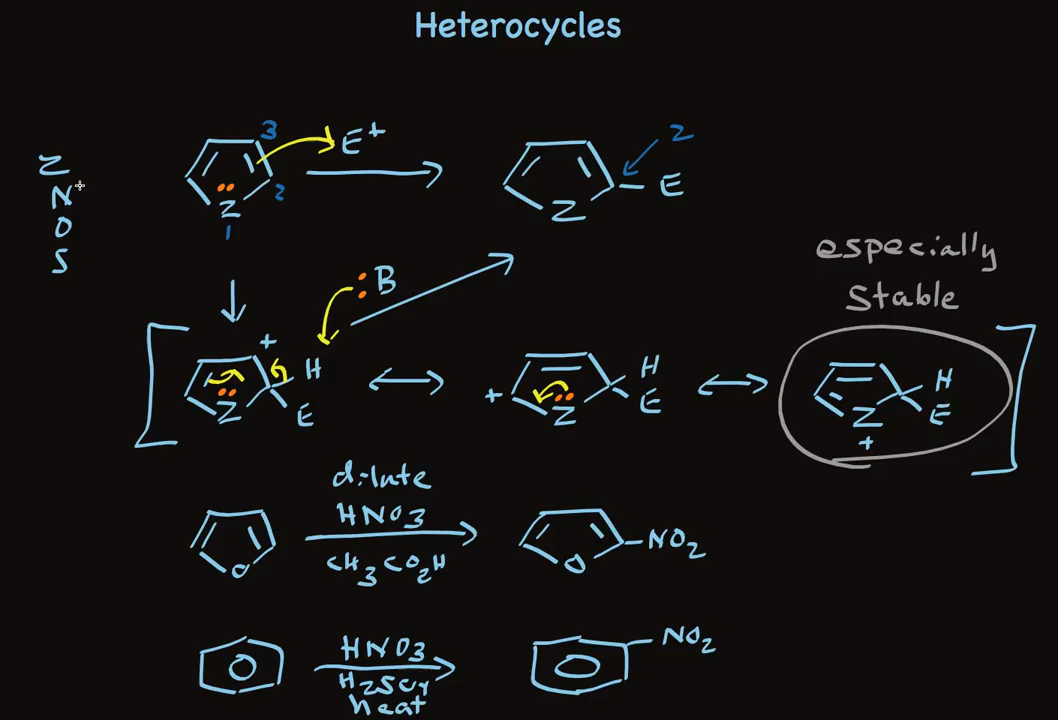 Heterocycles
Z
N
O
S
3
2
Z
1
E+
2
E
Z
:B
+
H
E
Z
+
H
E
Z
especially
stable
H
E
Z
+
dilute
HNO3
CH3CO2H
O
NO2
O
HNO3
H2SO4
heat
NO2